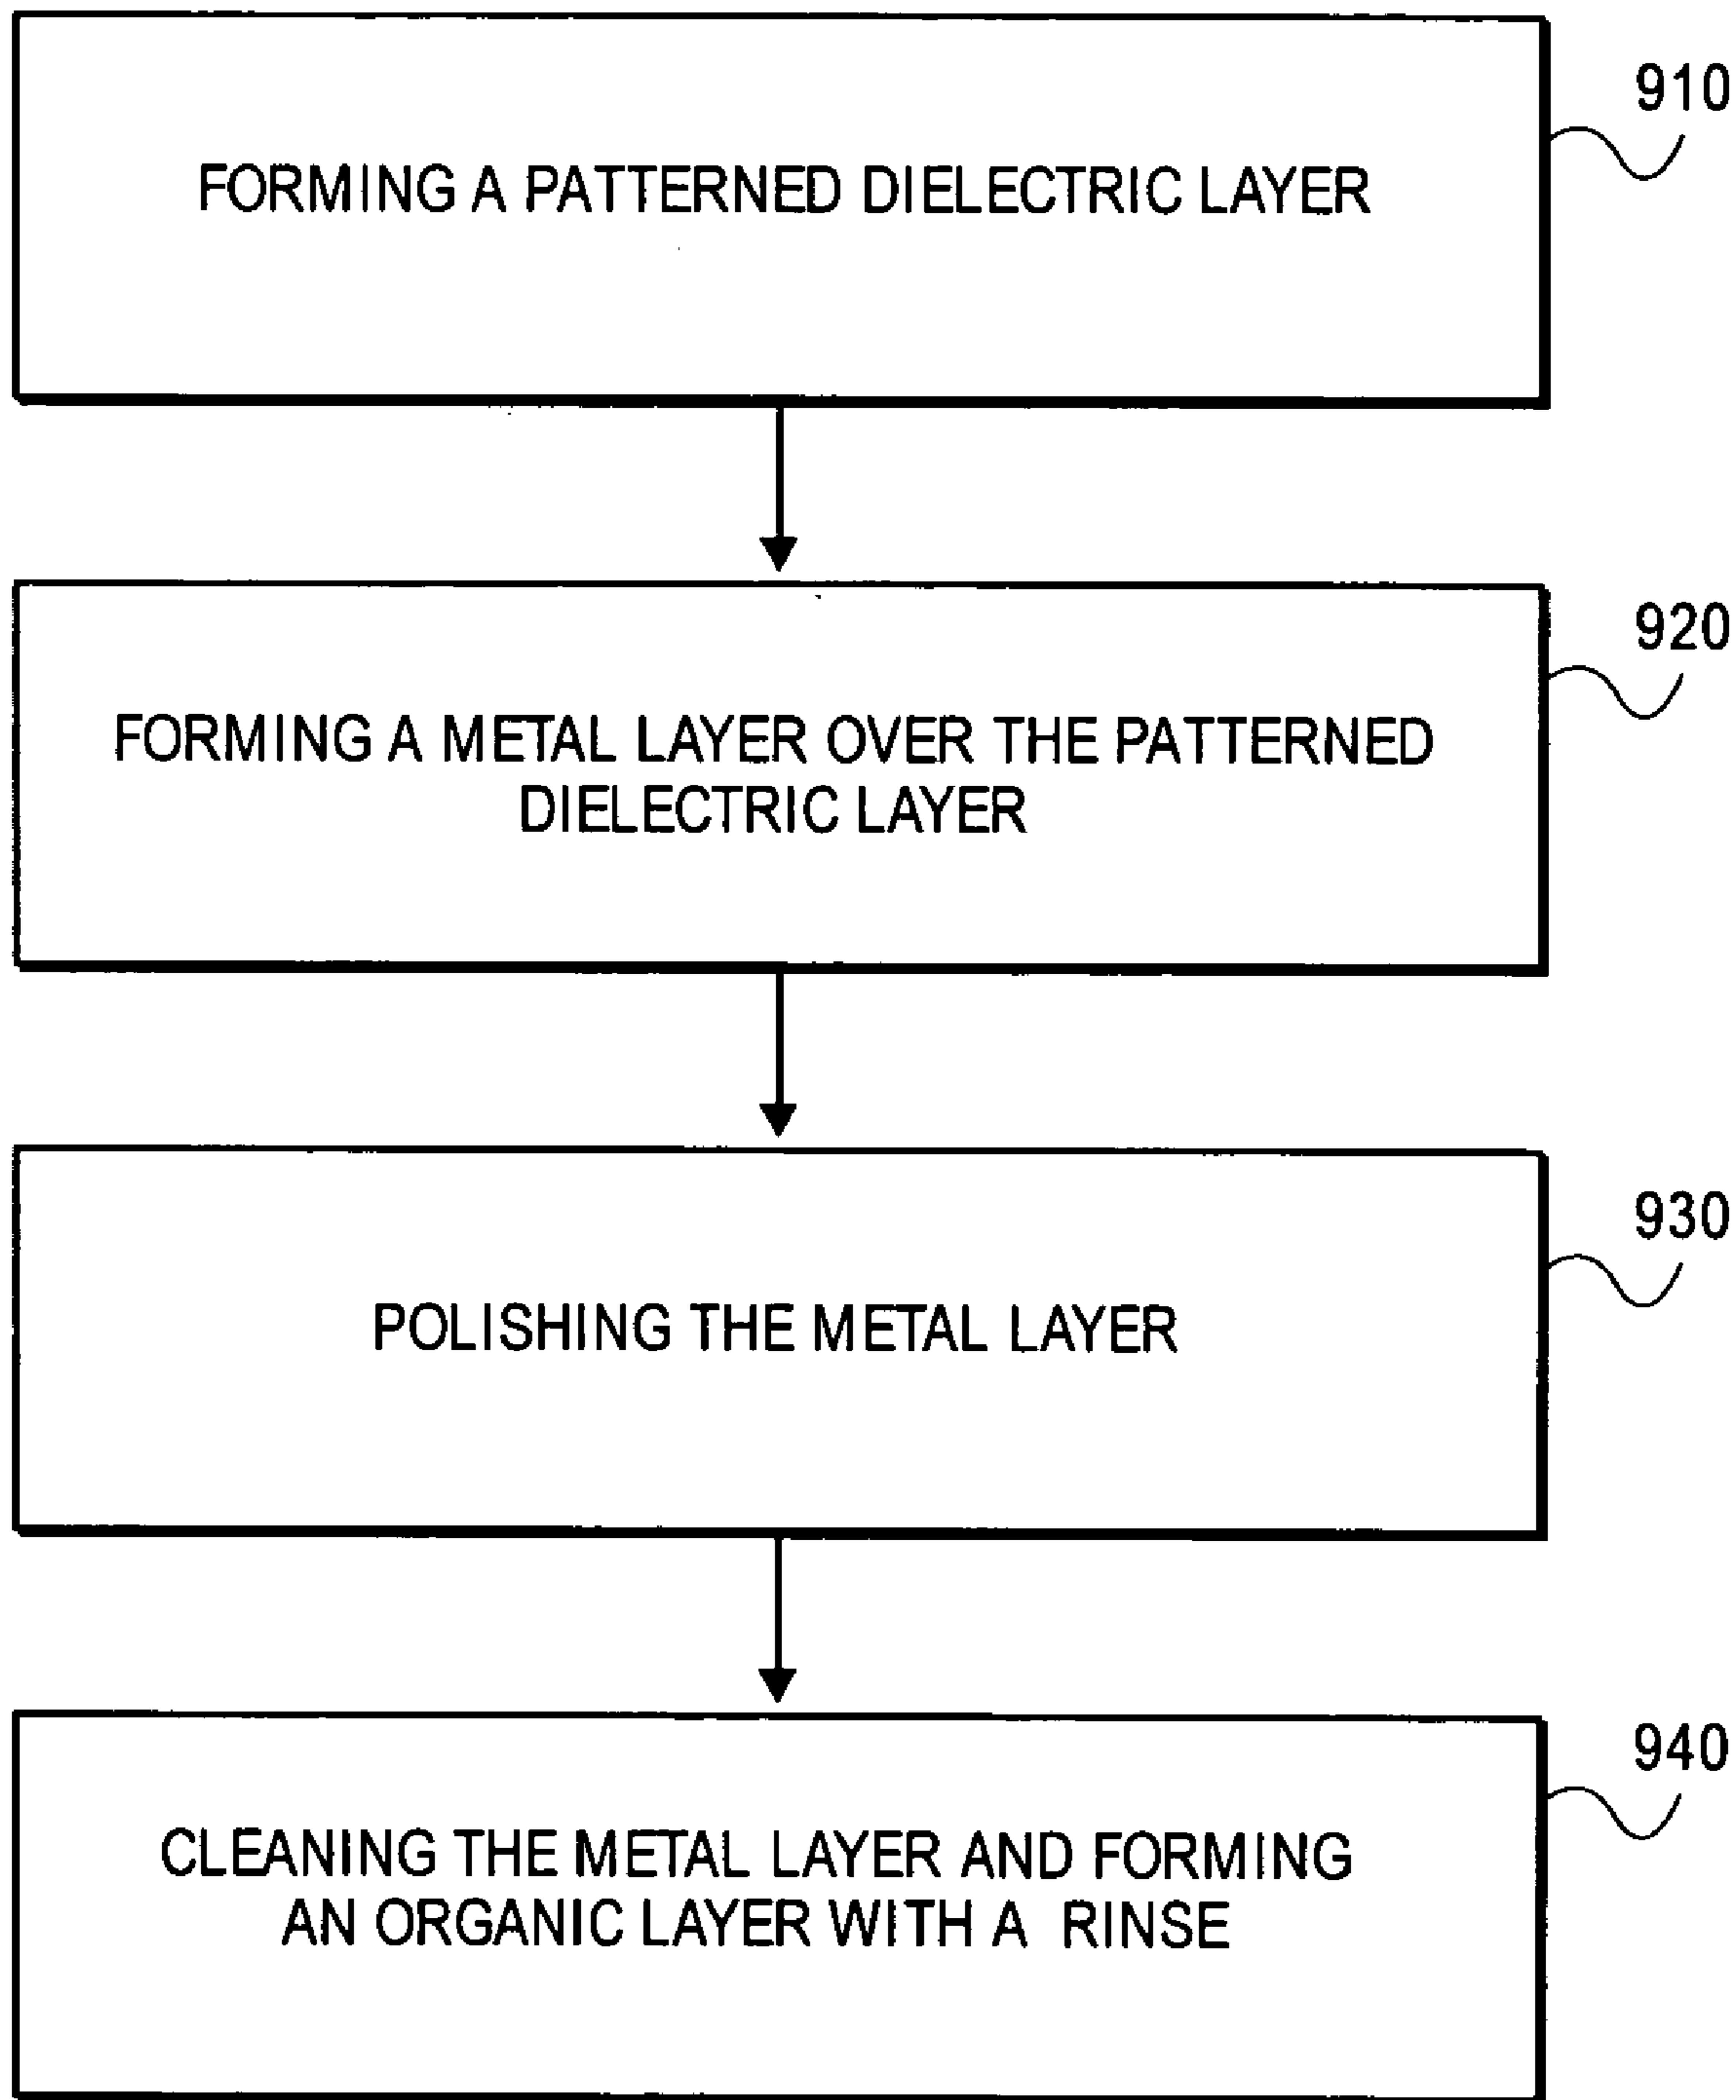 910
FORMING A PATTERNED DIELECTRIC LAYER
920
FORMING A METAL LAYER OVER THE PATTERNED
DIELECTRIC LAYER
930
POLISHING THE METAL LAYER
940
CLEANING THE METAL LAYER AND FORMING
AN ORGANIC LAYER WITH A RINSE